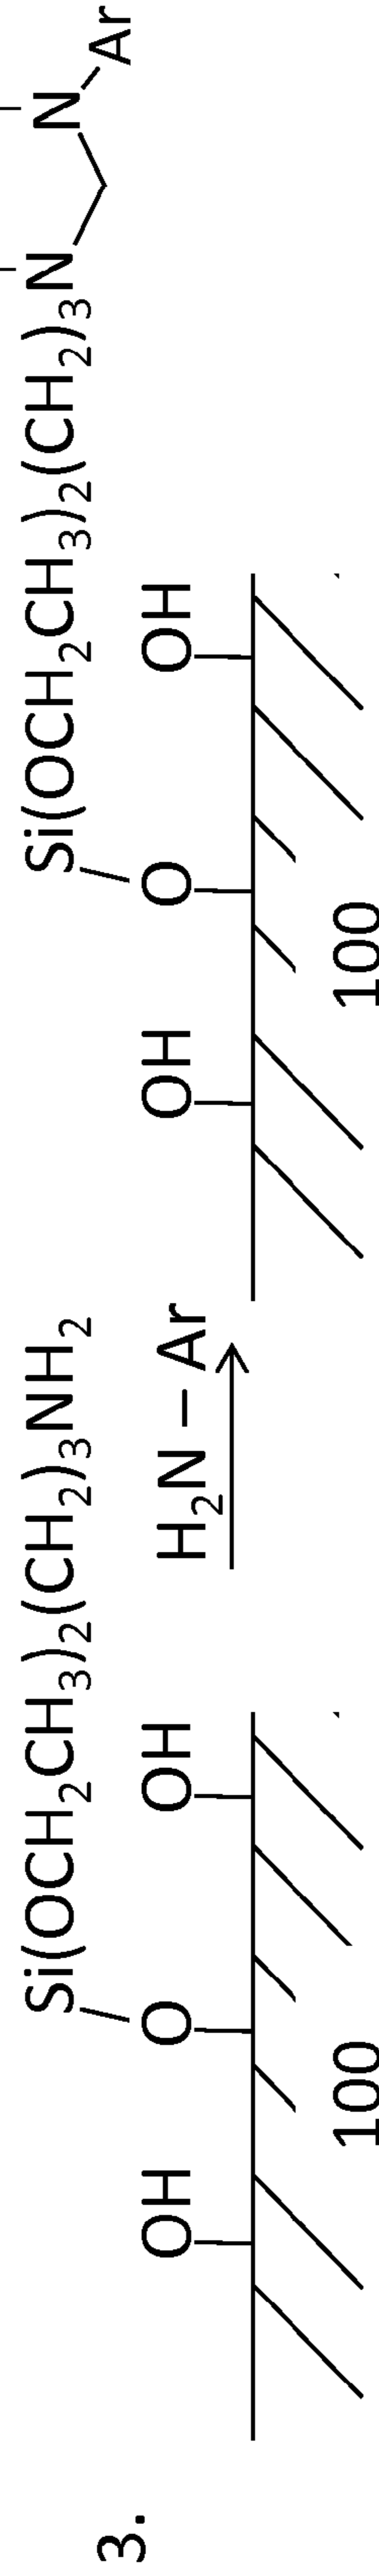 3.
Si(OCH₂CH₃)₂(CH₂)₃NH₂
OH O OH
100
H₂N – Ar
Si(OCH₂CH₃)₂(CH₂)₃N N Ar
OH O OH
100